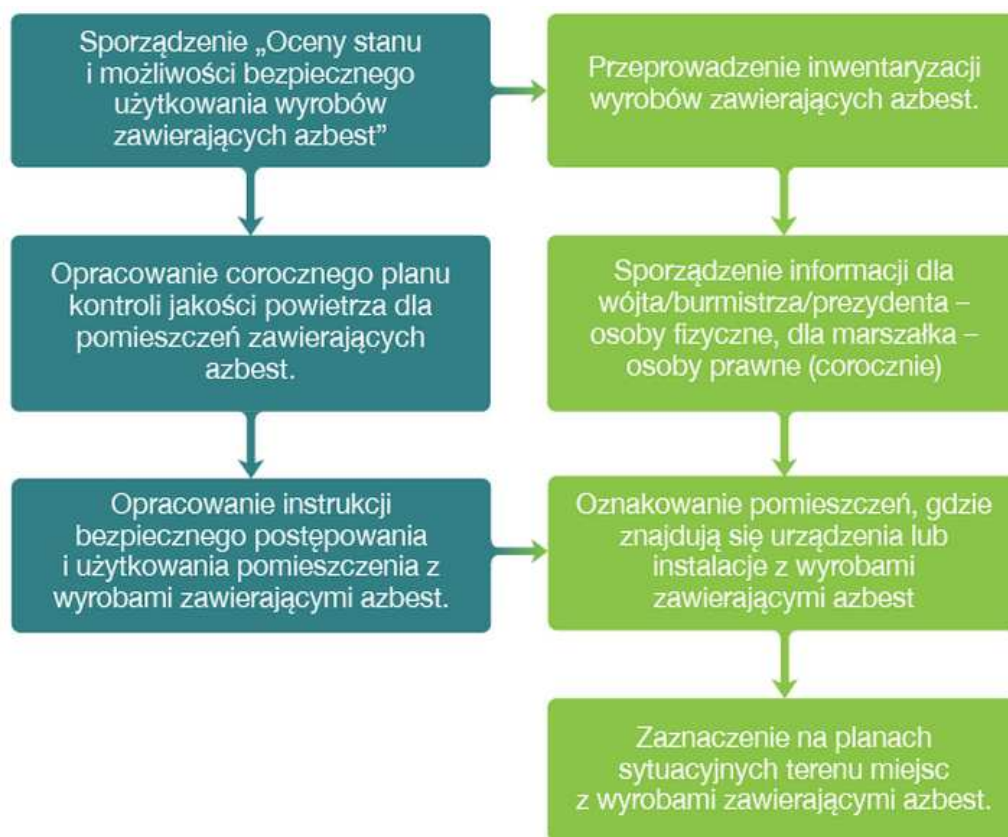 Sporządzenie „Oceny stanu
i możliwości bezpiecznego
użytkowania wyrobów
zawierających azbest”
Przeprowadzenie inwentaryzacji
wyrobów zawierających azbest.
Opracowanie corocznego planu
kontroli jakości powietrza dla
pomieszczeń zawierających
azbest.
Sporządzenie informacji dla
wójta/burmistrza/prezydenta –
osoby fizyczne, dla marszałka –
osoby prawne (corocznie)
Opracowanie instrukcji
bezpiecznego postępowania
i użytkowania pomieszczenia z
wyrobami zawierającymi azbest.
Oznakowanie pomieszczeń, gdzie
znajdują się urządzenia lub
instalacje z wyrobami
zawierającymi azbest
Zaznaczenie na planach
sytuacyjnych terenu miejsc
z wyrobami zawierającymi azbest.